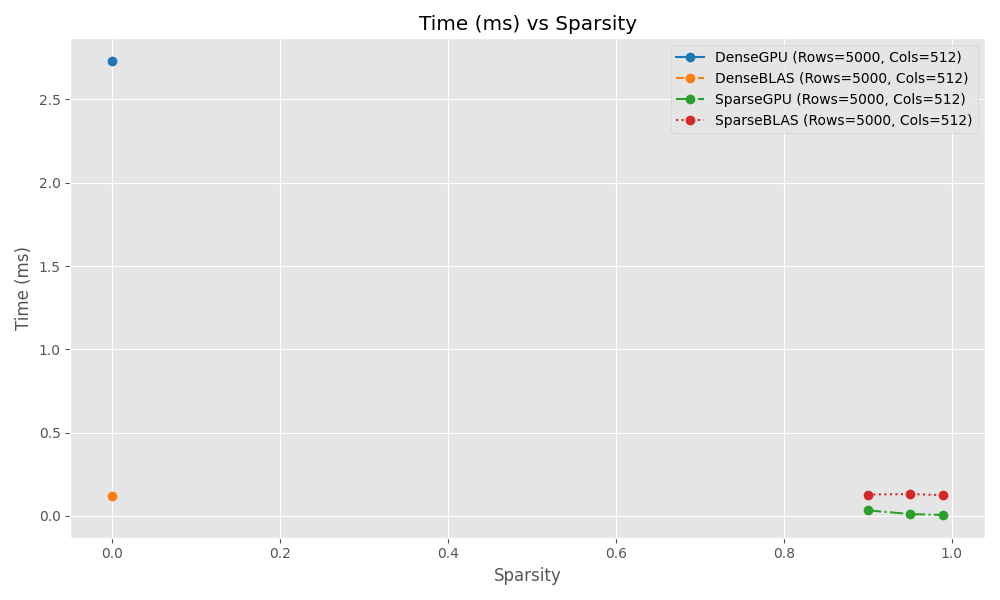 Time (ms) vs Sparsity
DenseGPU (Rows=5000, Cols=512)
DenseBLAS (Rows=5000, Cols=512)
SparseGPU (Rows=5000, Cols=512)
SparseBLAS (Rows=5000, Cols=512)
Time (ms)
2.5
2.0
1.5
1.0
0.5
0.0
0.0 0.2 0.4 0.6 0.8 1.0
Sparsity